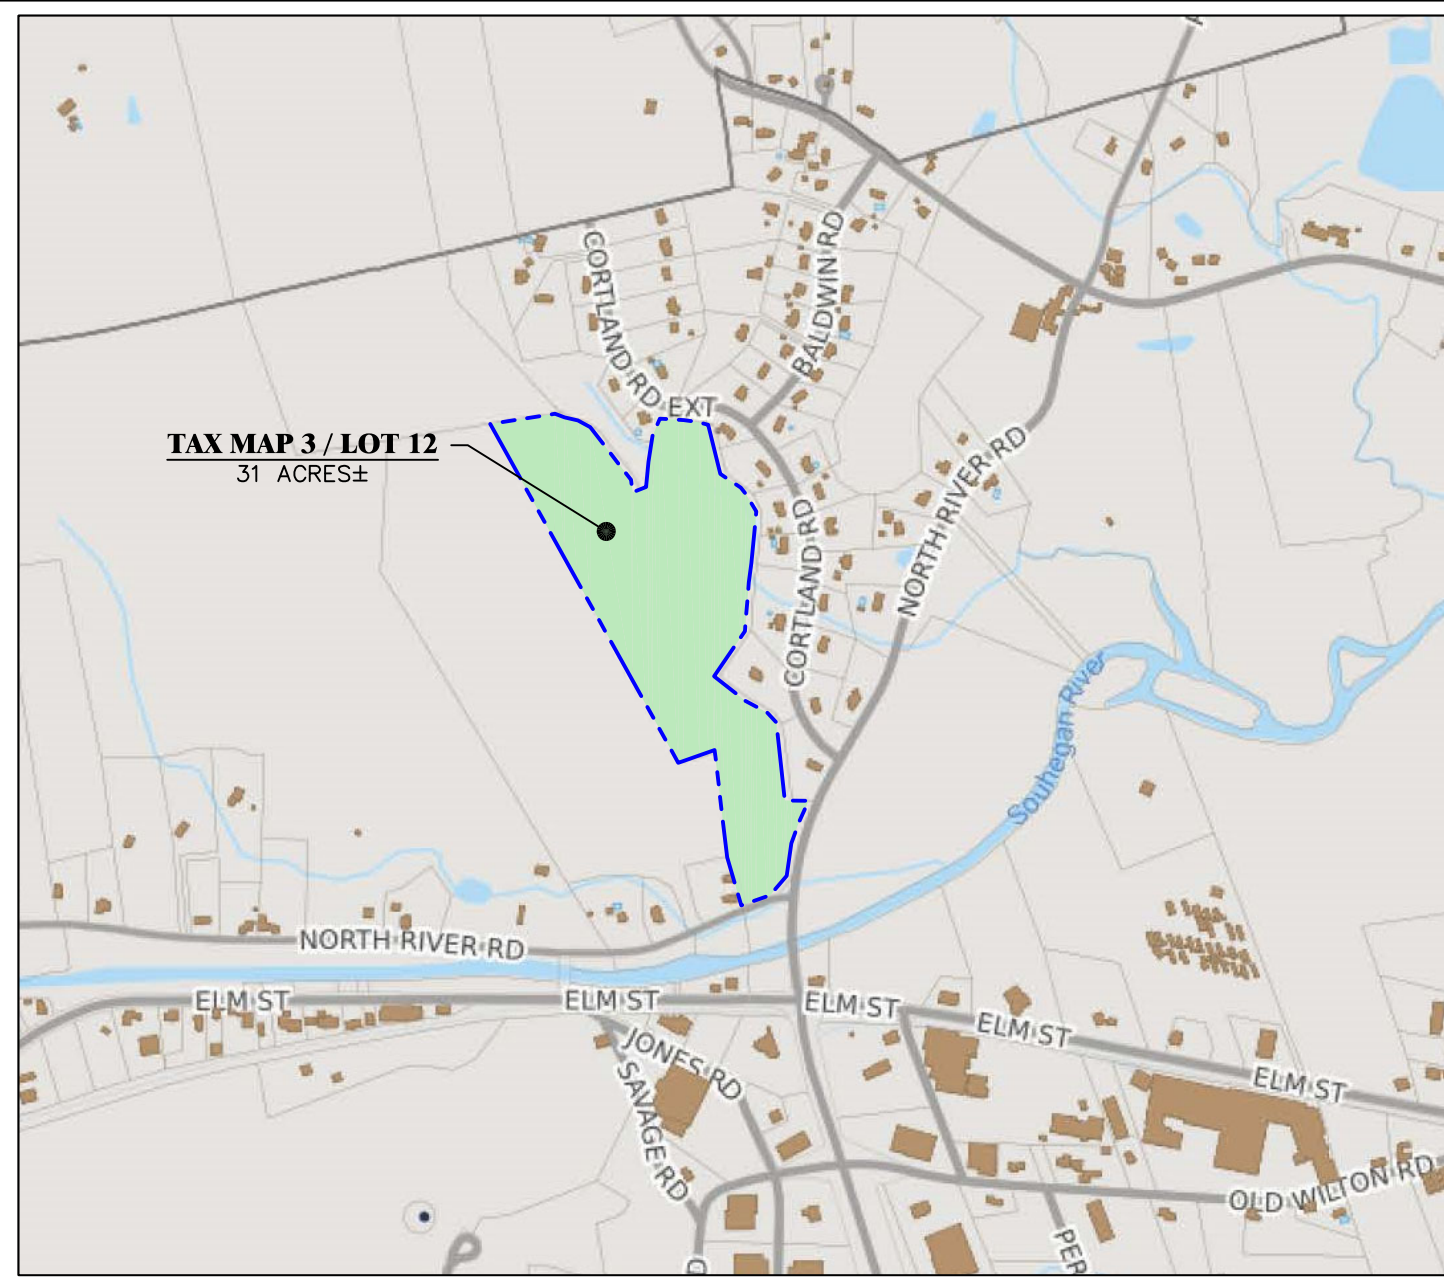 CORTLAND RD EXT
BALDWIN RD
TAX MAP 3 / LOT 12
31 ACRES±
NORTH RIVER RD
CORTLAND RD
Souhegan River
NORTH RIVER RD
ELM ST
ELM ST
ELM ST
ELM ST
ELM ST
JONES RD
SAVAGE RD
OLD WILTON RD
PER
D